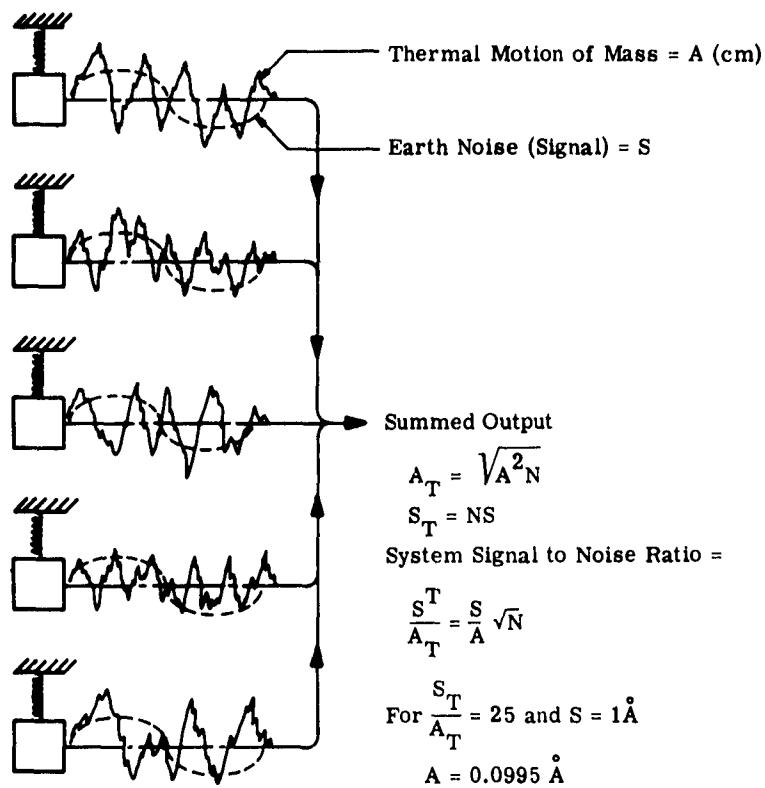 Thermal Motion of Mass = A (cm)
Earth Noise (Signal) = S
Summed Output
A_T = √(A²N)
S_T = NS
System Signal to Noise Ratio =
S^T / A_T = S/A √N
For S_T / A_T = 25 and S = 1Å
A = 0.0995 Å